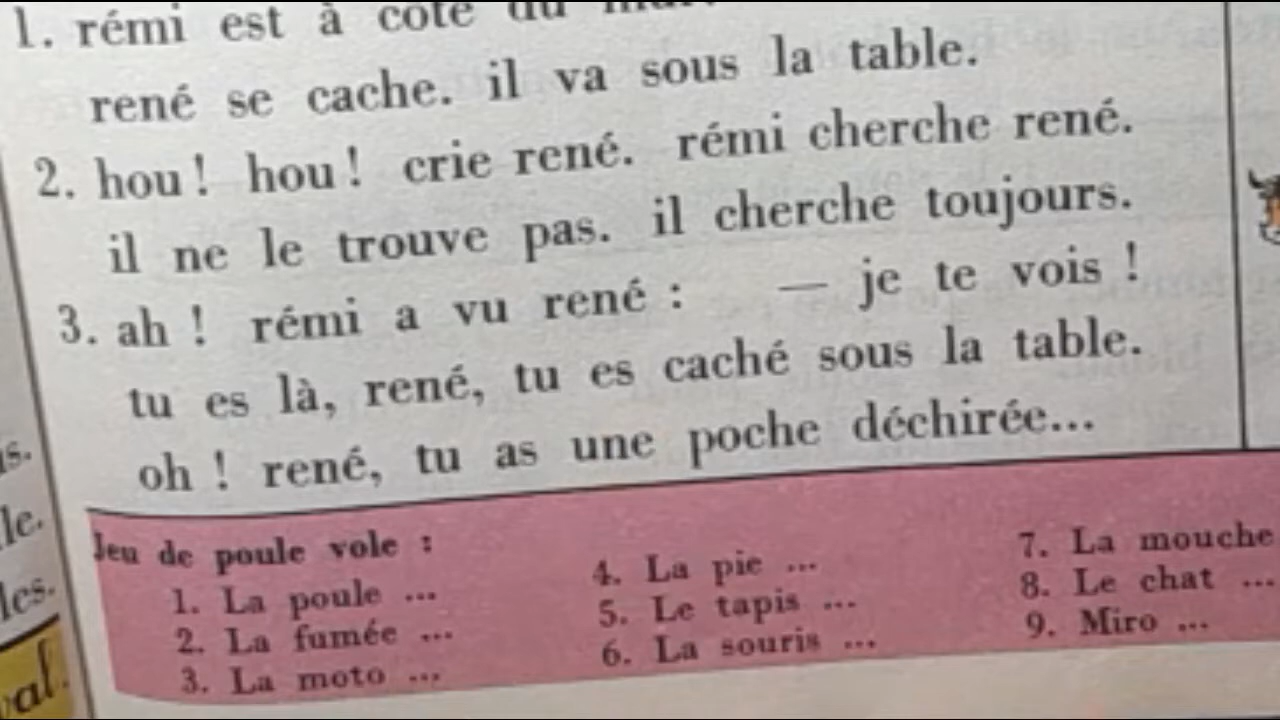 1. rémi est à côté du mur.
rené se cache. il va sous la table.
2. hou ! hou ! crie rené. rémi cherche rené.
il ne le trouve pas. il cherche toujours.
3. ah ! rémi a vu rené : — je te vois !
tu es là, rené, tu es caché sous la table.
oh ! rené, tu as une poche déchirée...
Jeu de poule vole :
1. La poule ...
2. La fumée ...
3. La moto ...
4. La pie ...
5. Le tapis ...
6. La souris ...
7. La mouche
8. Le chat ...
9. Miro ...